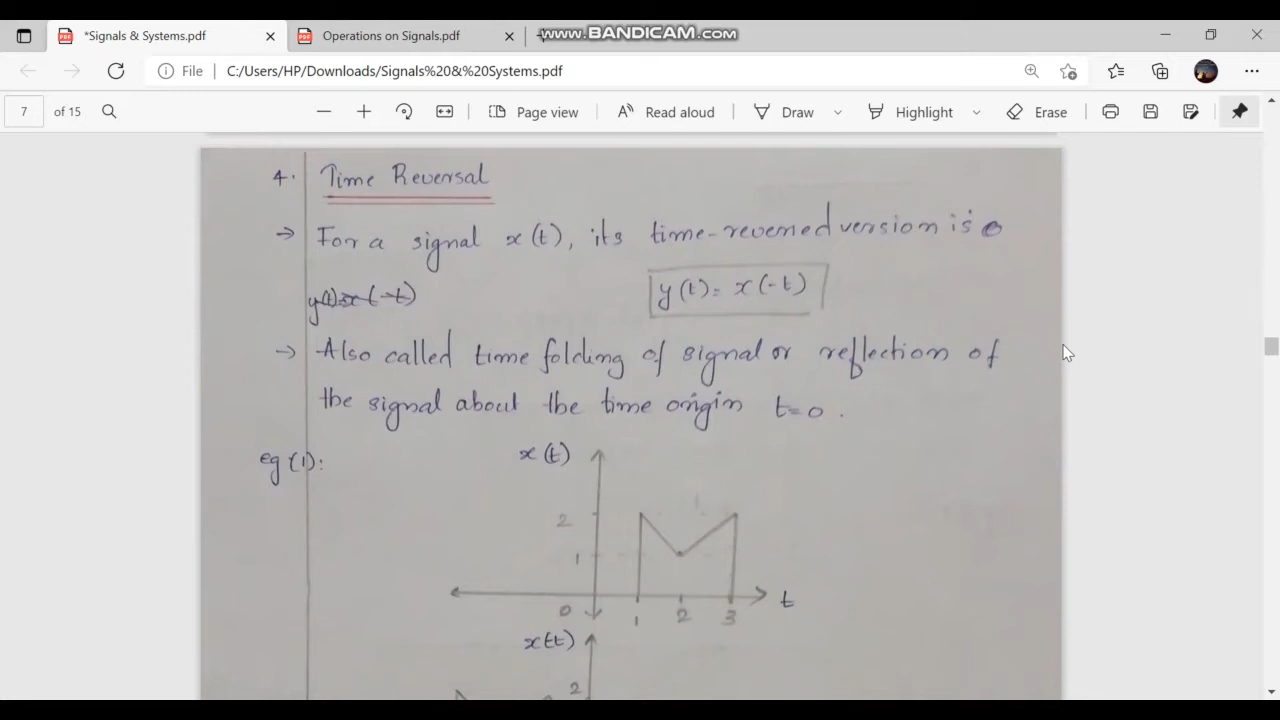 *Signals & Systems.pdf
Operations on Signals.pdf
www.BANDICAM.com
File
C:/Users/HP/Downloads/Signals%20&%20Systems.pdf
7 of 15
Page view
Read aloud
Draw
Highlight
Erase
4. Time Reversal
→ For a signal x(t), its time-reversed version is
y(t)=x(-t)
y(t)= x(-t)
→ Also called time folding of signal or reflection of
the signal about the time origin t=0.
eg(1):
x(t)
2
1
0 1 2 3 t
x(-t)
2